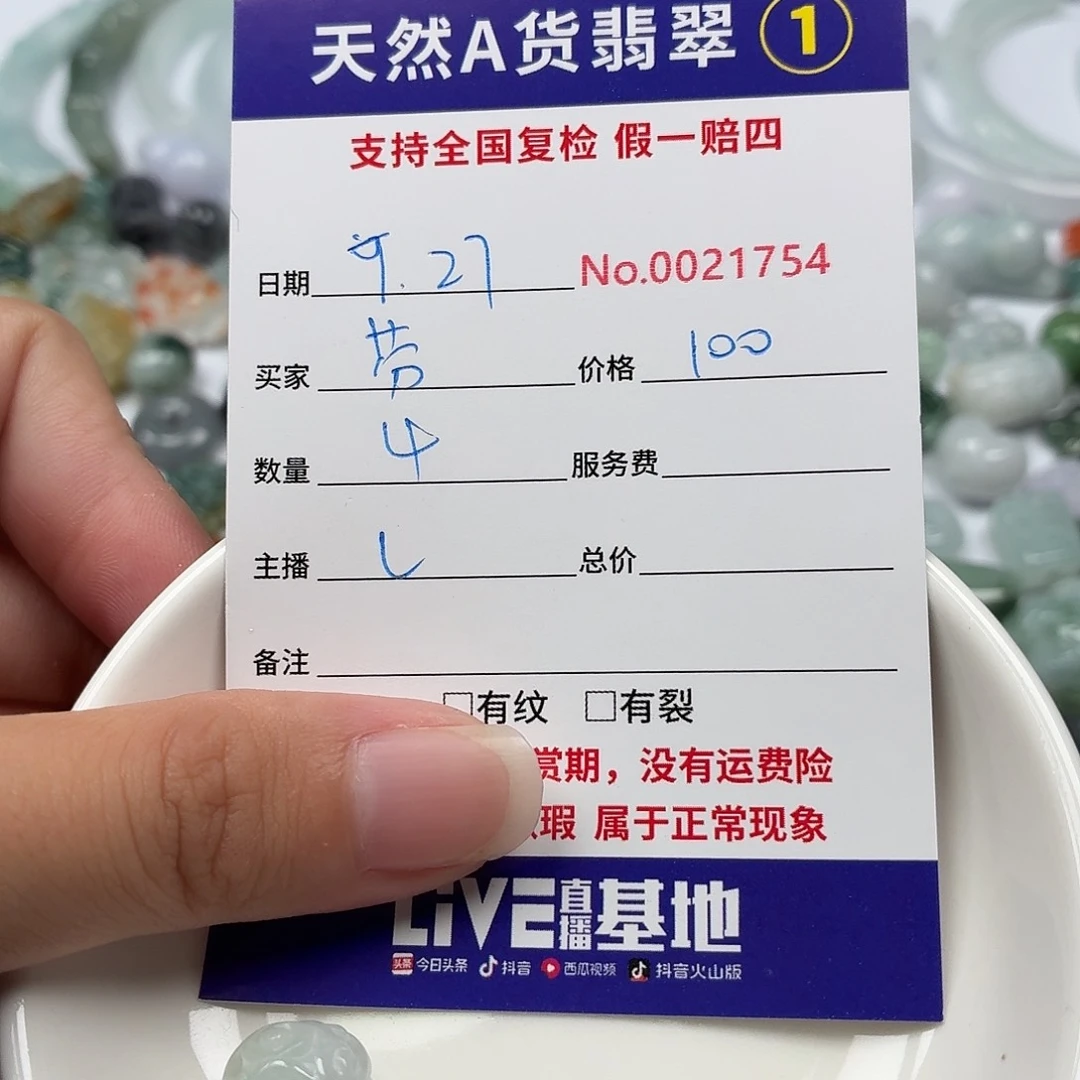 天然A货翡翠 1
支持全国复检 假一赔四
日期 9.27 No.0021754
买家 芳 价格 100
数量 4 服务费
主播 L 总价
备注
□有纹 □有裂
赏期，没有运费险
瑕 属于正常现象
LiVE直播基地
头条 今日头条 抖音 西瓜视频 抖音火山版